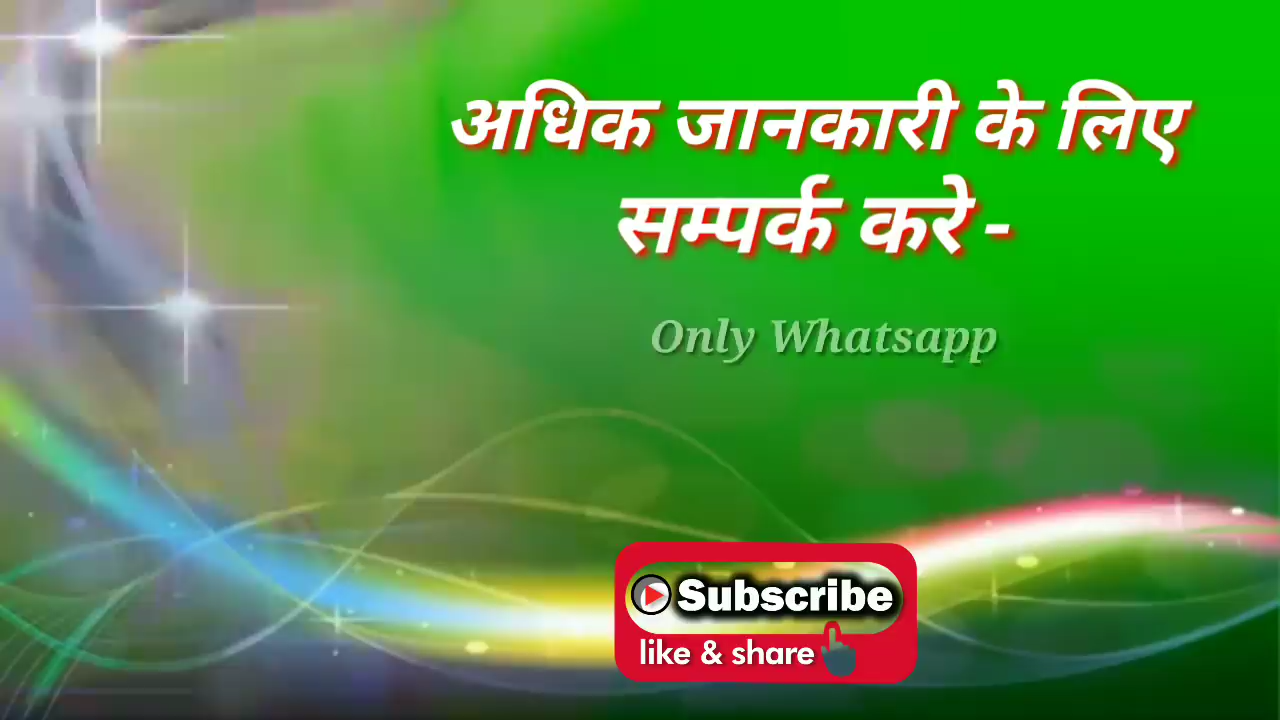 अधिक जानकारी के लिए
सम्पर्क करे -
Only Whatsapp
Subscribe
like & share